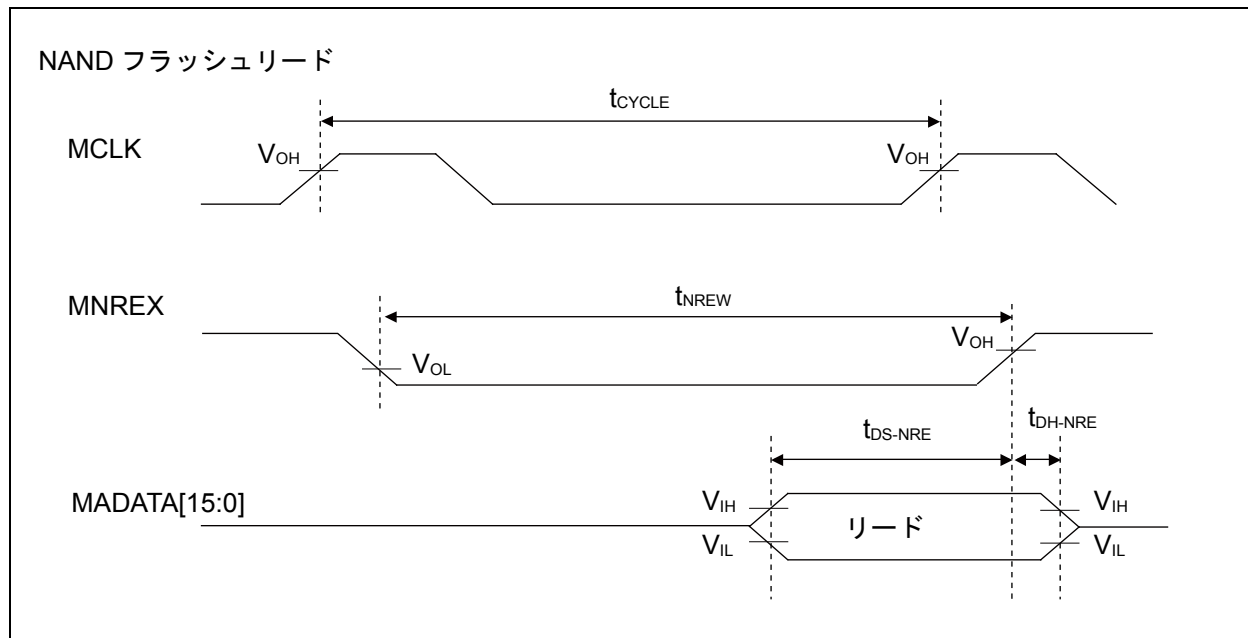 NAND フラッシュリード
tCYCLE
MCLK
VOH
VOH
tNREW
MNREX
VOH
VOL
tDS-NRE
tDH-NRE
MADATA[15:0]
VIH
VIH
リード
VIL
VIL